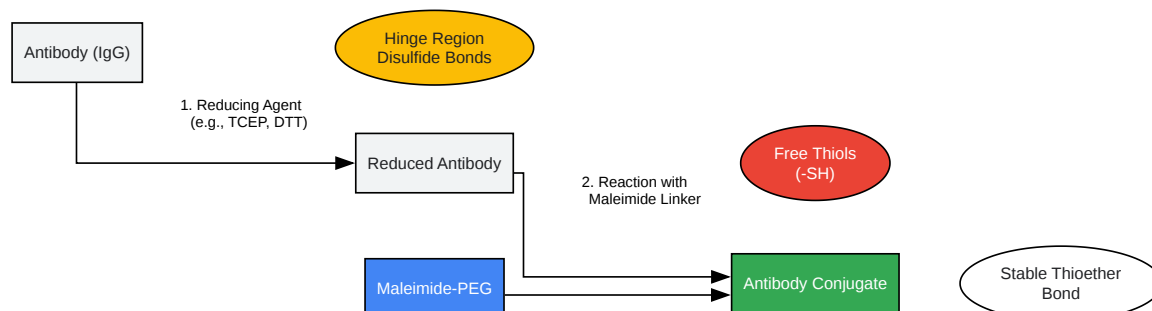 Antibody (IgG)
Hinge Region
Disulfide Bonds
1. Reducing Agent
(e.g., TCEP, DTT)
Reduced Antibody
Free Thiols
(-SH)
2. Reaction with
Maleimide Linker
Maleimide-PEG
Antibody Conjugate
Stable Thioether
Bond